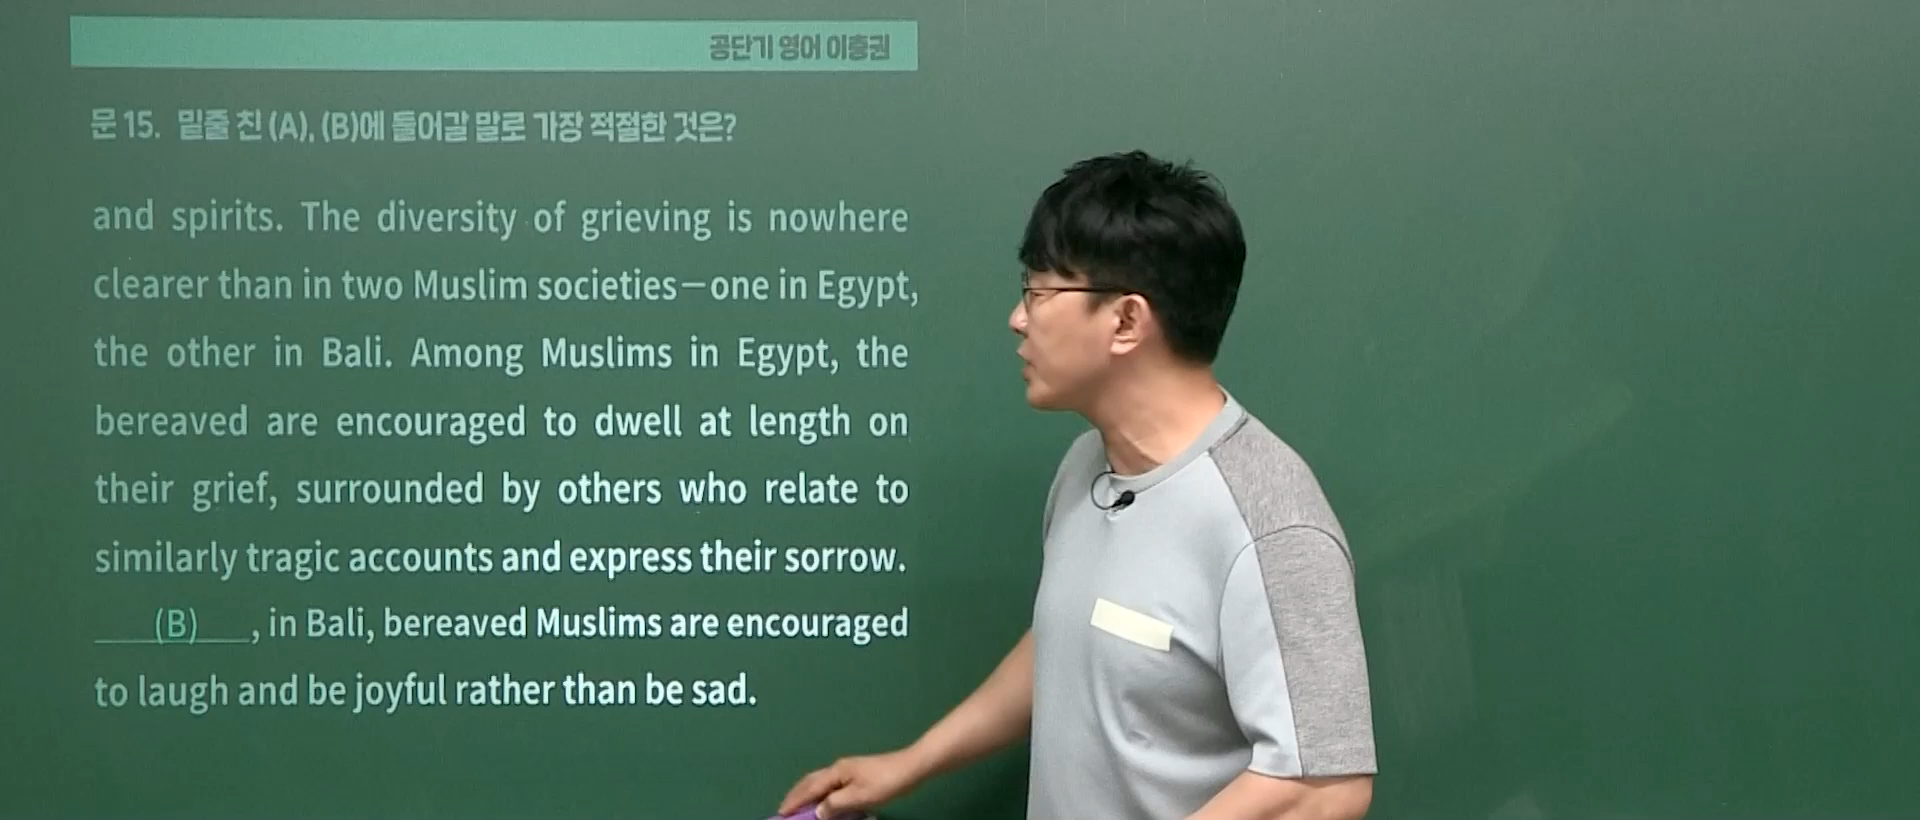 공단기 영어 이충권
문 15. 밑줄 친 (A), (B)에 들어갈 말로 가장 적절한 것은?
and spirits. The diversity of grieving is nowhere
clearer than in two Muslim societies—one in Egypt,
the other in Bali. Among Muslims in Egypt, the
bereaved are encouraged to dwell at length on
their grief, surrounded by others who relate to
similarly tragic accounts and express their sorrow.
(B) , in Bali, bereaved Muslims are encouraged
to laugh and be joyful rather than be sad.